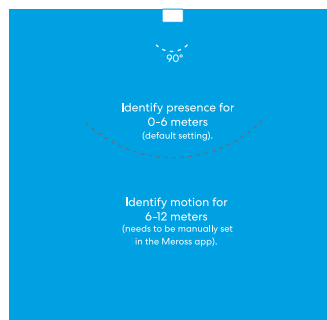 90°
Identify presence for
0-6 meters
(default setting).
Identify motion for
6-12 meters
(needs to be manually set
in the Meross app).